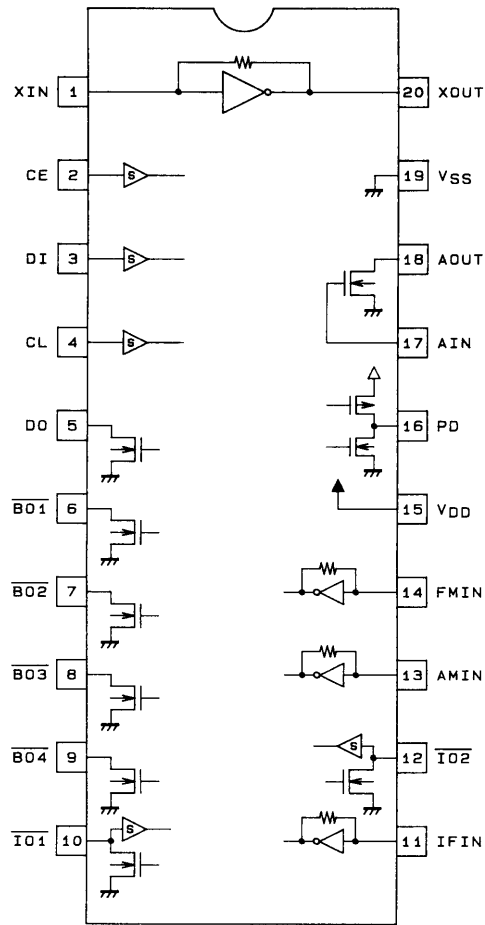 XIN 1 20 XOUT
CE 2 S 19 VSS
DI 3 S 18 AOUT
CL 4 S 17 AIN
DO 5 16 PD
BO1 6 15 VDD
BO2 7 14 FMIN
BO3 8 13 AMIN
BO4 9 S 12 IO2
IO1 10 S 11 IFIN